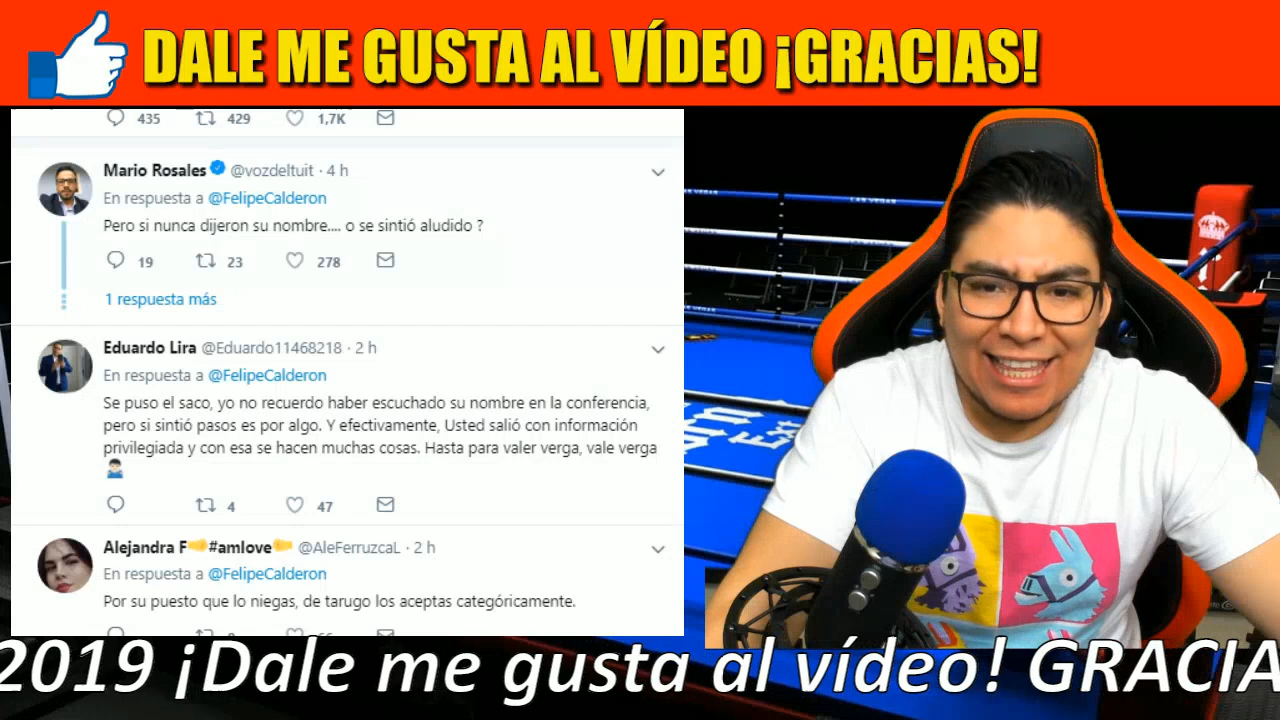 DALE ME GUSTA AL VÍDEO ¡GRACIAS!
435 429 1,7K
Mario Rosales @vozdeltuit · 4 h
En respuesta a @FelipeCalderon
Pero si nunca dijeron su nombre.... o se sintió aludido ?
19 23 278
1 respuesta más
Eduardo Lira @Eduardo11468218 · 2 h
En respuesta a @FelipeCalderon
Se puso el saco, yo no recuerdo haber escuchado su nombre en la conferencia,
pero si sintió pasos es por algo. Y efectivamente, Usted salió con información
privilegiada y con esa se hacen muchas cosas. Hasta para valer verga, vale verga
4 47
Alejandra F🤜#amlove🤛 @AleFerruzcaL · 2 h
En respuesta a @FelipeCalderon
Por su puesto que lo niegas, de tarugo los aceptas categóricamente.
2019 ¡Dale me gusta al vídeo! GRACIA